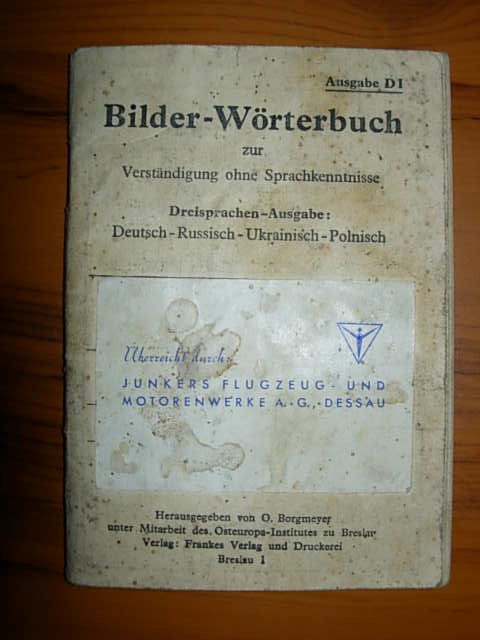 Ausgabe D I
Bilder-Wörterbuch
zur
Verständigung ohne Sprachkenntnisse
Dreisprachen-Ausgabe:
Deutsch-Russisch-Ukrainisch-Polnisch
Überreicht durch:
JUNKERS FLUGZEUG- UND
MOTORENWERKE A.-G., DESSAU
Herausgegeben von O. Borgmeyer
unter Mitarbeit des Osteuropa-Institutes zu Breslau
Verlag: Frankes Verlag und Druckerei
Breslau 1